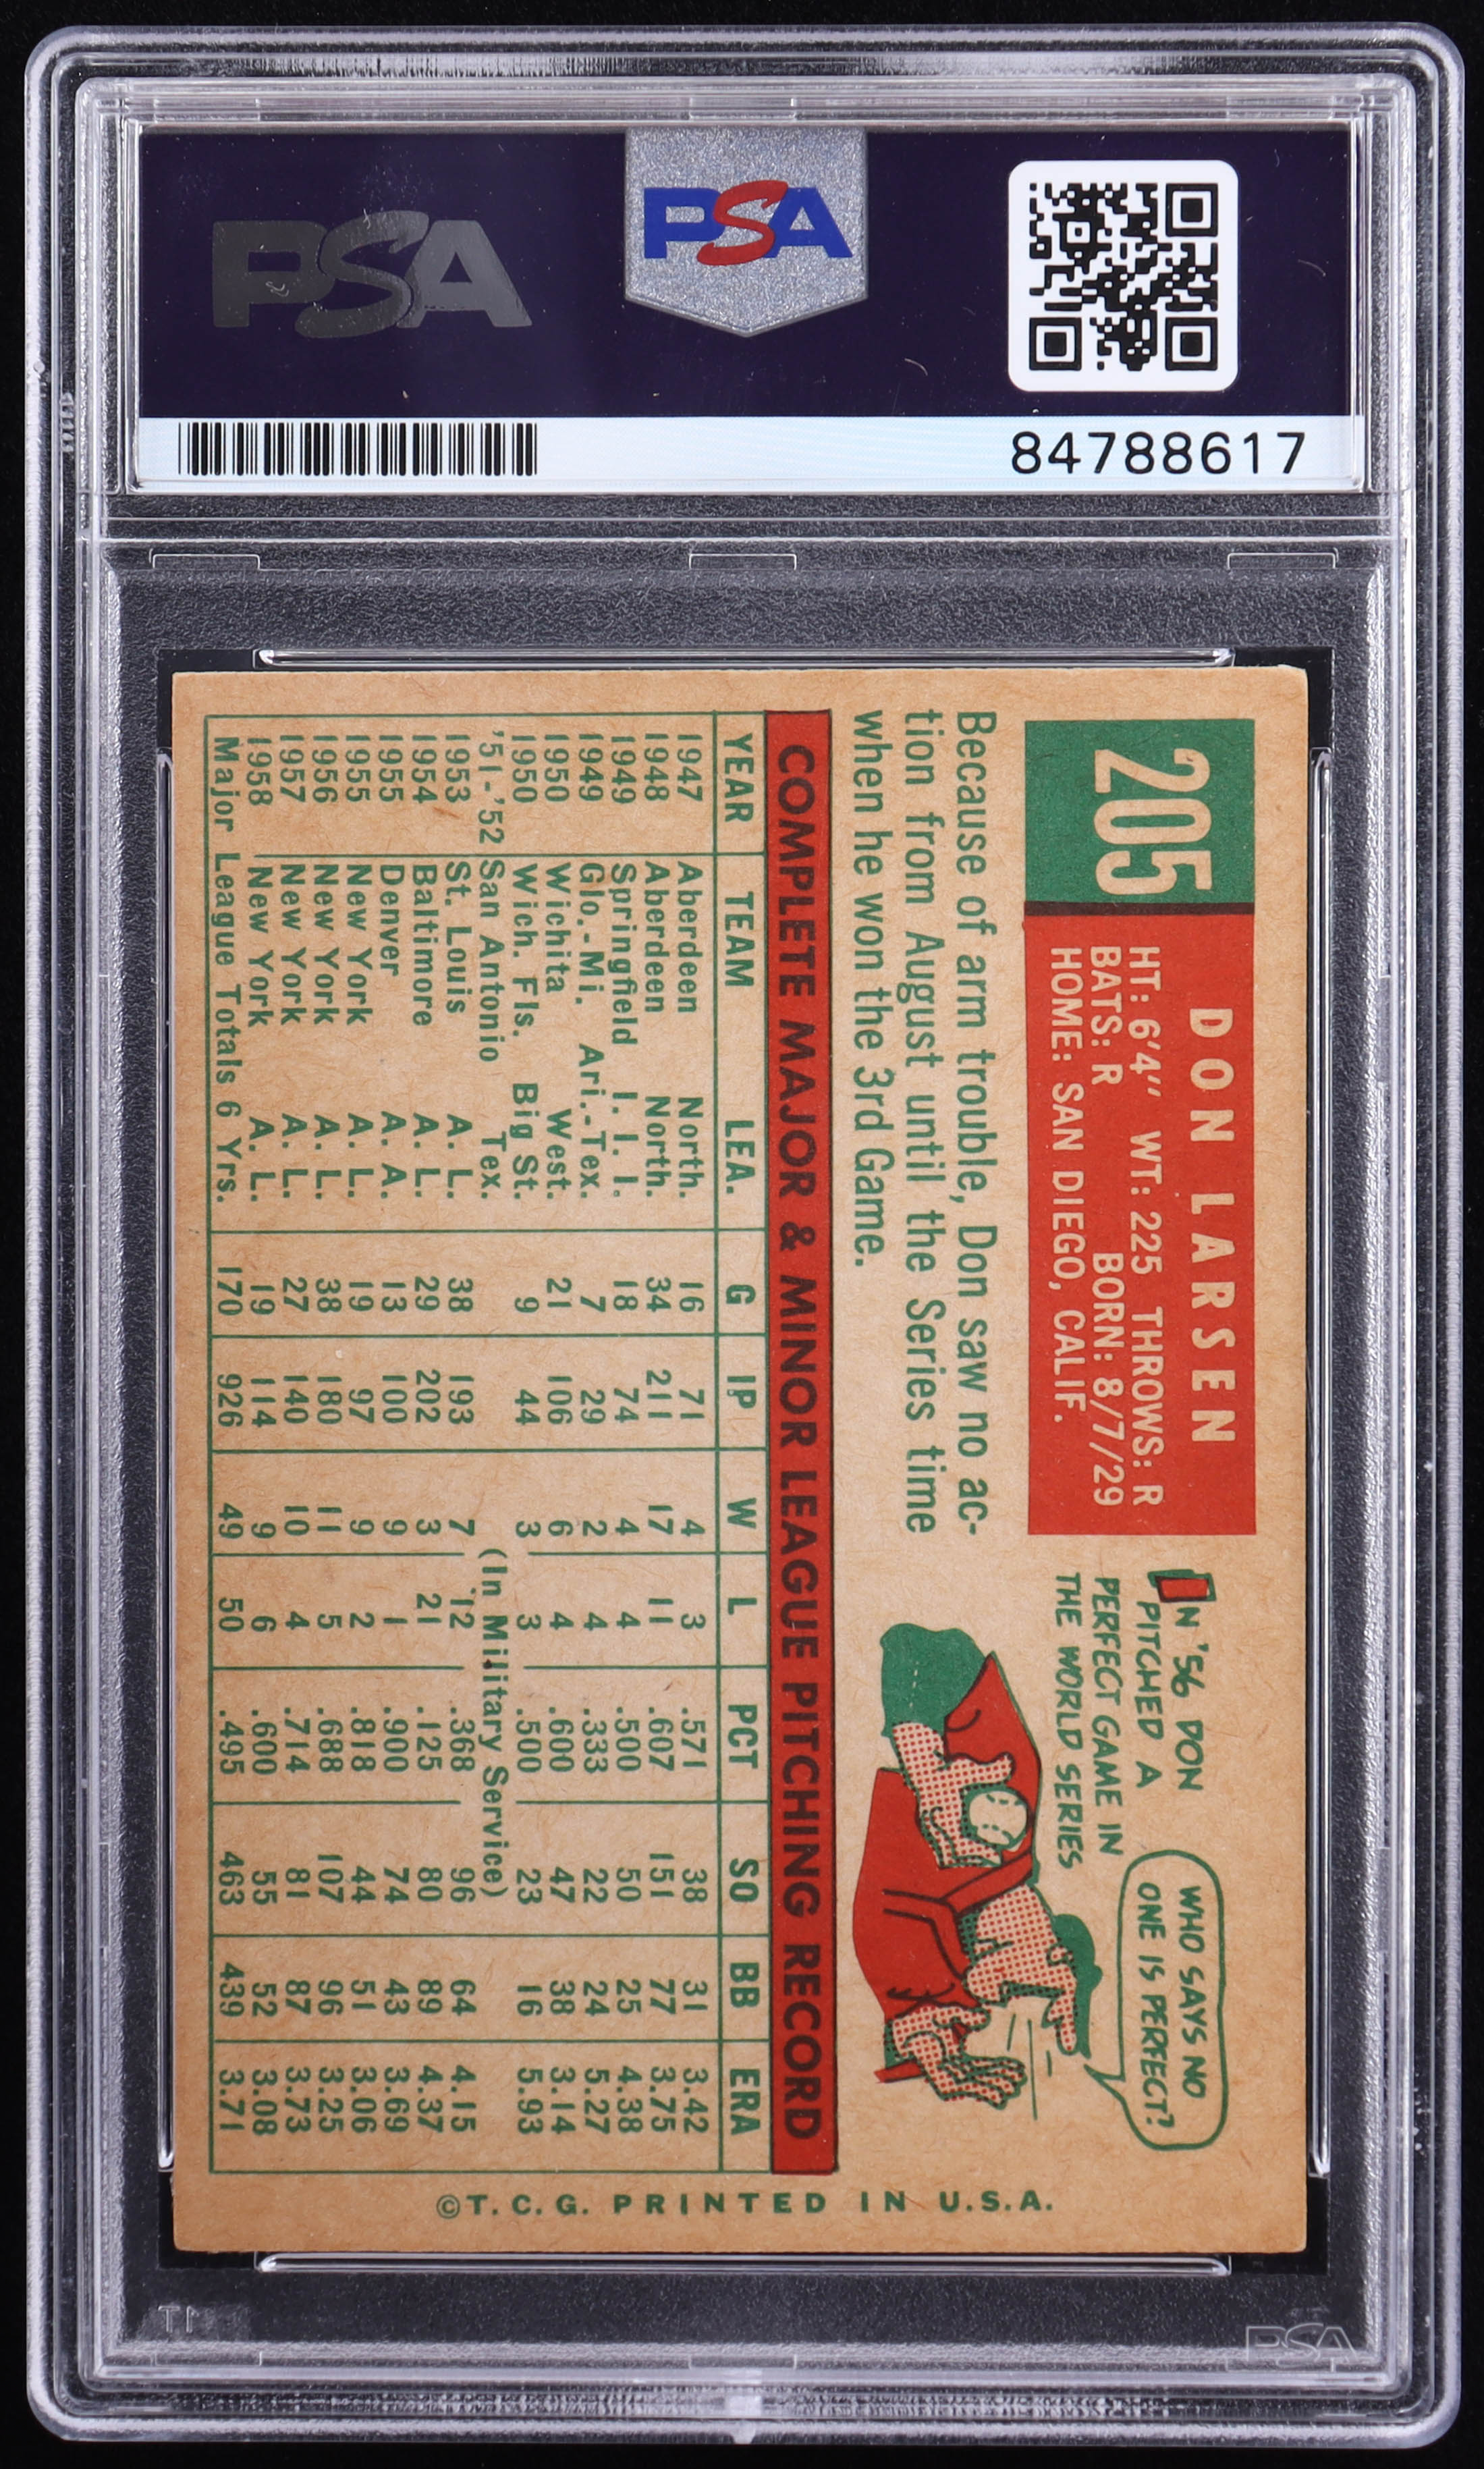 PSA
PSA
84788617
205
DON LARSEN
HT: 6'4" WT: 225 THROWS: R
BATS: R BORN: 8/7/29
HOME: SAN DIEGO, CALIF.
IN '56 DON
PITCHED A
PERFECT GAME IN
THE WORLD SERIES
WHO SAYS NO
ONE IS PERFECT?
Because of arm trouble, Don saw no ac-
tion from August until the Series time
when he won the 3rd Game.
COMPLETE MAJOR & MINOR LEAGUE PITCHING RECORD
YEAR TEAM LEA. G IP W L PCT SO BB ERA
1947 Aberdeen North. 16 71 4 3 .571 38 31 3.42
1948 Aberdeen North. 34 211 17 11 .607 151 77 3.75
1949 Springfield I. I. I. 18 74 4 4 .500 50 25 4.38
1949 Glo.-Mi. Ari.-Tex. 7 29 2 4 .333 22 24 5.27
1950 Wichita West. 21 106 6 4 .600 47 38 3.14
1950 Wich. Fls. Big St. 9 44 3 3 .500 23 16 5.93
'51-'52 San Antonio Tex. (In Military Service)
1953 St. Louis A. L. 38 193 7 12 .368 96 64 4.15
1954 Baltimore A. L. 29 202 3 21 .125 80 89 4.37
1955 Denver A. A. 13 100 9 1 .900 74 43 3.69
1955 New York A. L. 19 97 9 2 .818 44 51 3.06
1956 New York A. L. 38 180 11 5 .688 107 96 3.25
1957 New York A. L. 27 140 10 4 .714 81 87 3.73
1958 New York A. L. 19 114 9 6 .600 55 52 3.08
Major League Totals 6 Yrs. 170 926 49 50 .495 463 439 3.71
©T.C.G. PRINTED IN U.S.A.
PSA